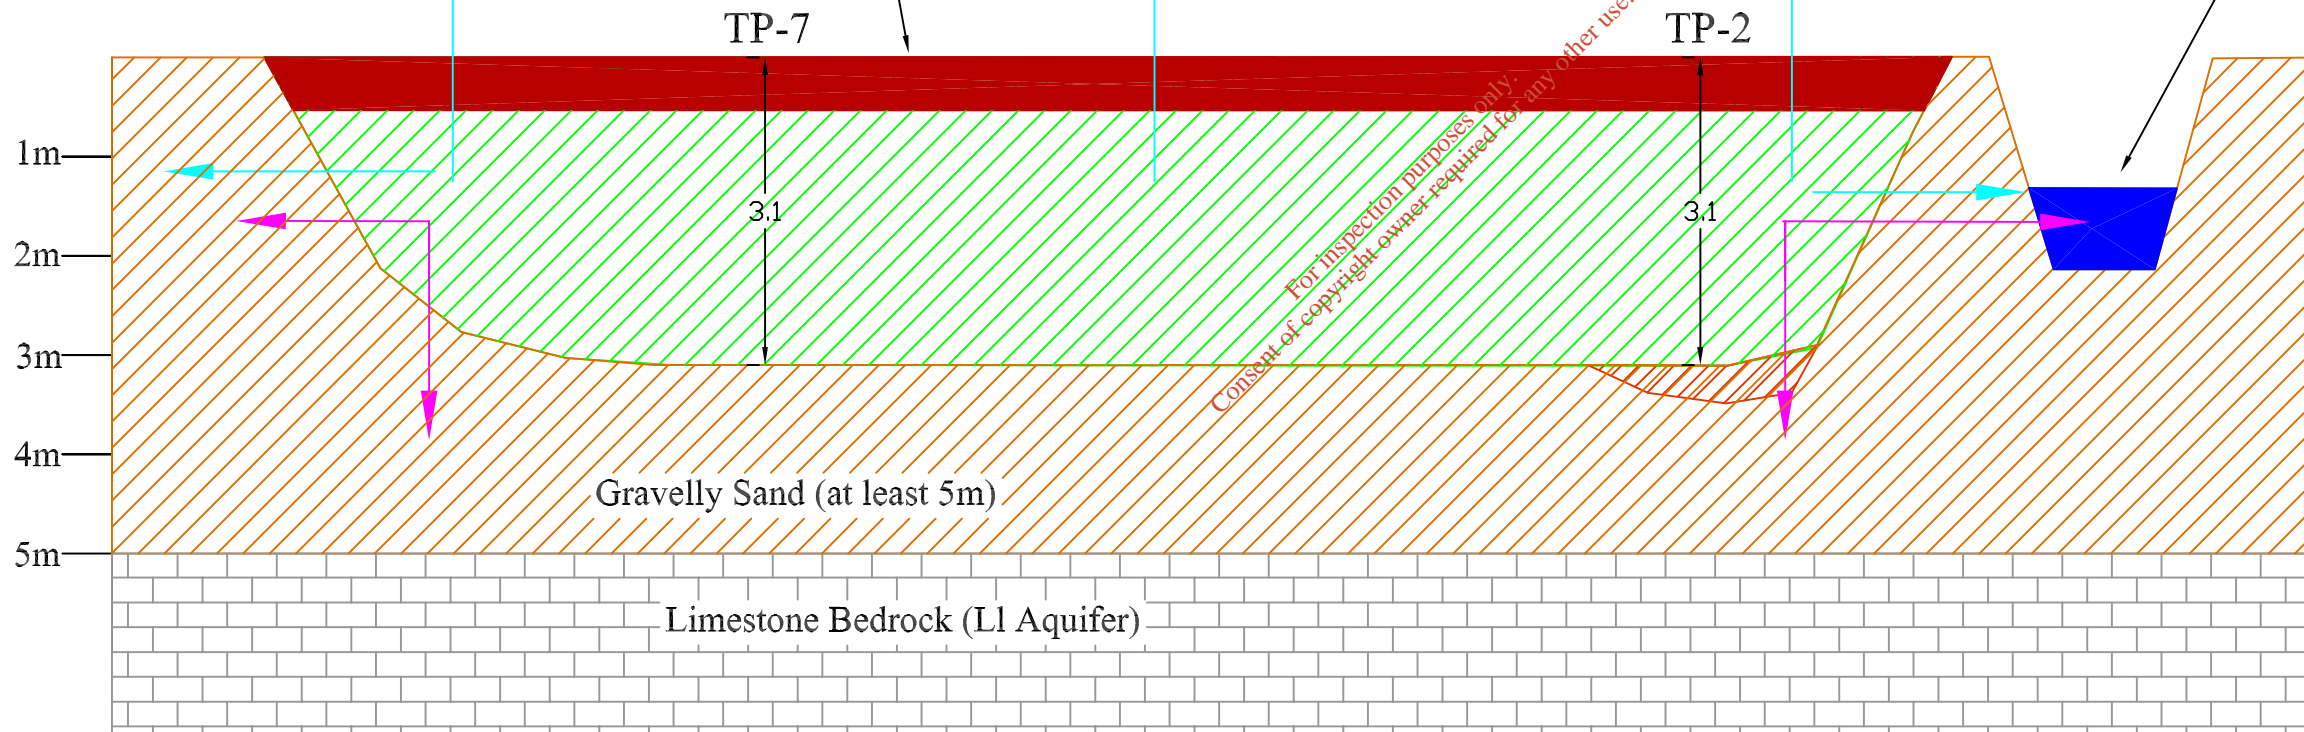 TP-7
TP-2
1m
2m
3m
4m
5m
3.1
3.1
For inspection purposes only.
Consent of copyright owner required for any other use.
Gravelly Sand (at least 5m)
Limestone Bedrock (Ll Aquifer)